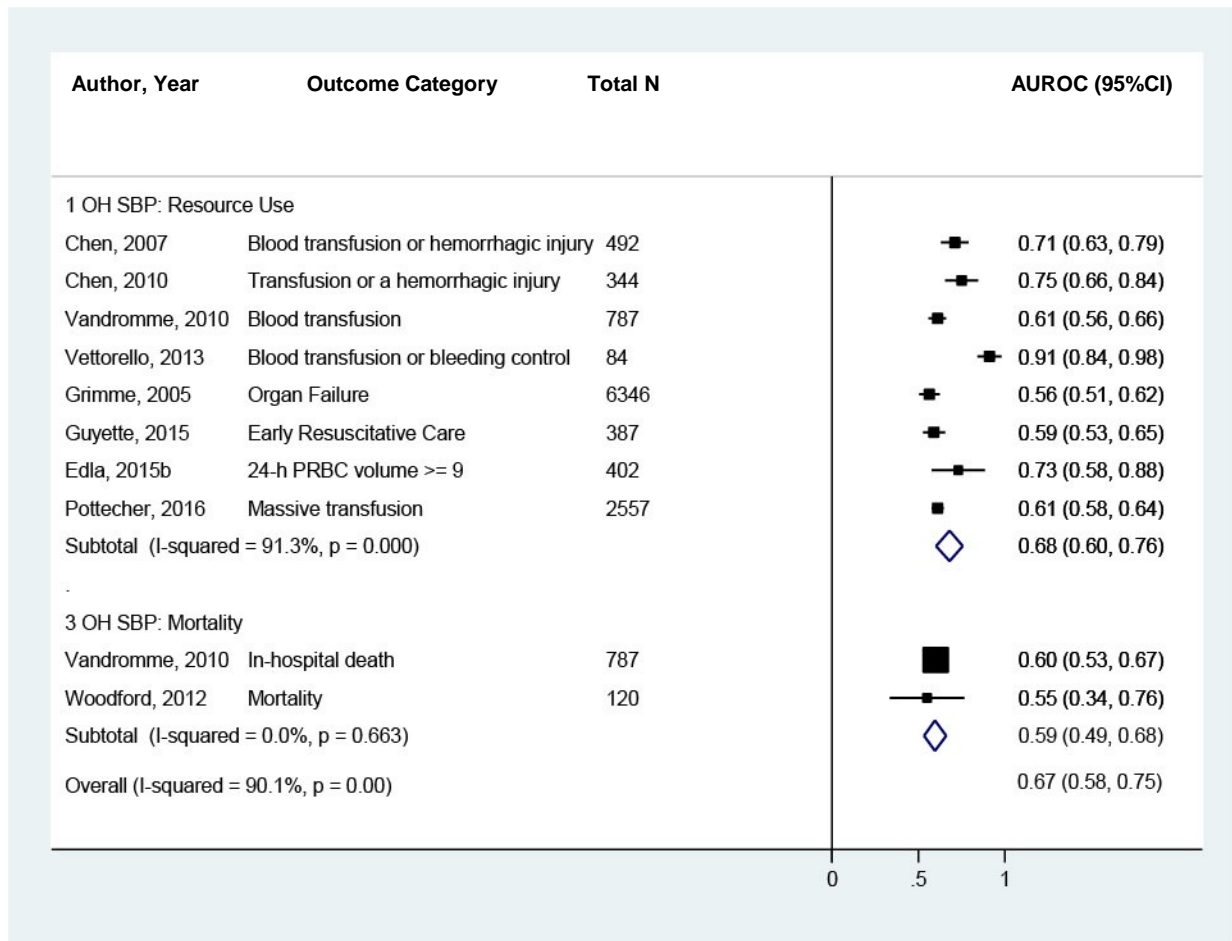 Author, Year Outcome Category Total N AUROC (95%CI)
1 OH SBP: Resource Use
Chen, 2007 Blood transfusion or hemorrhagic injury 492 0.71 (0.63, 0.79)
Chen, 2010 Transfusion or a hemorrhagic injury 344 0.75 (0.66, 0.84)
Vandromme, 2010 Blood transfusion 787 0.61 (0.56, 0.66)
Vettorello, 2013 Blood transfusion or bleeding control 84 0.91 (0.84, 0.98)
Grimme, 2005 Organ Failure 6346 0.56 (0.51, 0.62)
Guyette, 2015 Early Resuscitative Care 387 0.59 (0.53, 0.65)
Edla, 2015b 24-h PRBC volume >= 9 402 0.73 (0.58, 0.88)
Pottecher, 2016 Massive transfusion 2557 0.61 (0.58, 0.64)
Subtotal (I-squared = 91.3%, p = 0.000) 0.68 (0.60, 0.76)
.
3 OH SBP: Mortality
Vandromme, 2010 In-hospital death 787 0.60 (0.53, 0.67)
Woodford, 2012 Mortality 120 0.55 (0.34, 0.76)
Subtotal (I-squared = 0.0%, p = 0.663) 0.59 (0.49, 0.68)
Overall (I-squared = 90.1%, p = 0.00) 0.67 (0.58, 0.75)
0 .5 1